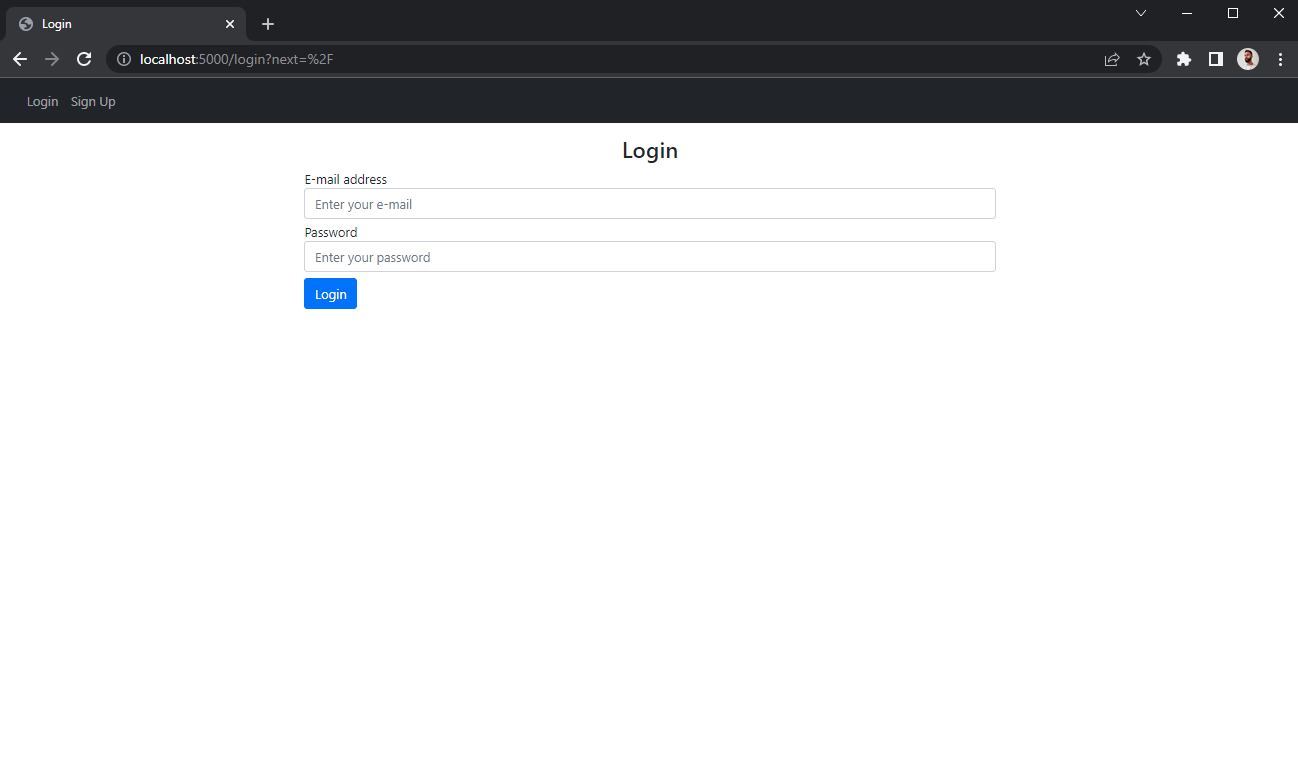 Login
localhost:5000/login?next=%2F
Login Sign Up
Login
E-mail address
Enter your e-mail
Password
Enter your password
Login